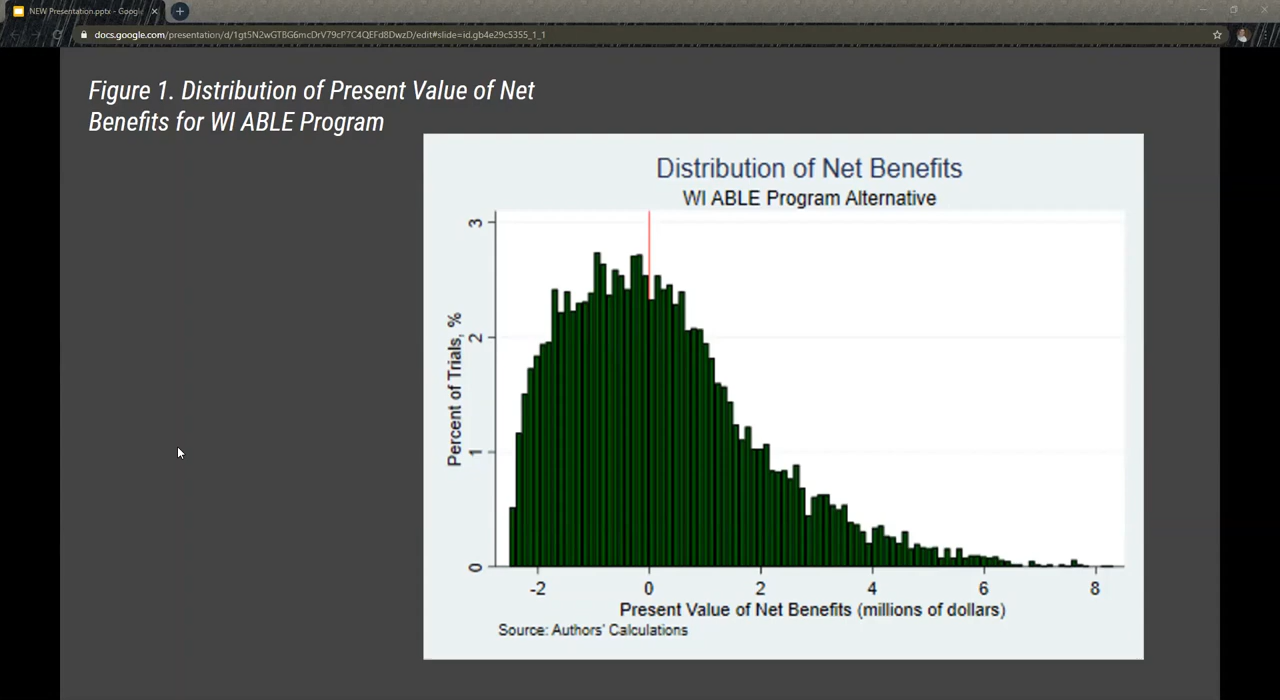 NEW Presentation.pptx - Google
docs.google.com/presentation/d/1gt5N2wGTBG6mcDrV79cP7C4QEFd8DwzD/edit#slide=id.gb4e29c5355_1_1
Figure 1. Distribution of Present Value of Net
Benefits for WI ABLE Program
Distribution of Net Benefits
WI ABLE Program Alternative
Percent of Trials, %
3
2
1
0
-2 0 2 4 6 8
Present Value of Net Benefits (millions of dollars)
Source: Authors' Calculations